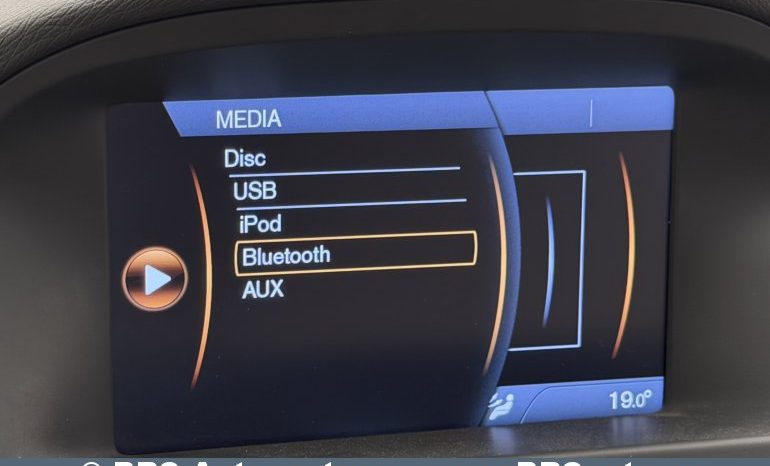 MEDIA
Disc
USB
iPod
Bluetooth
AUX
19.0°